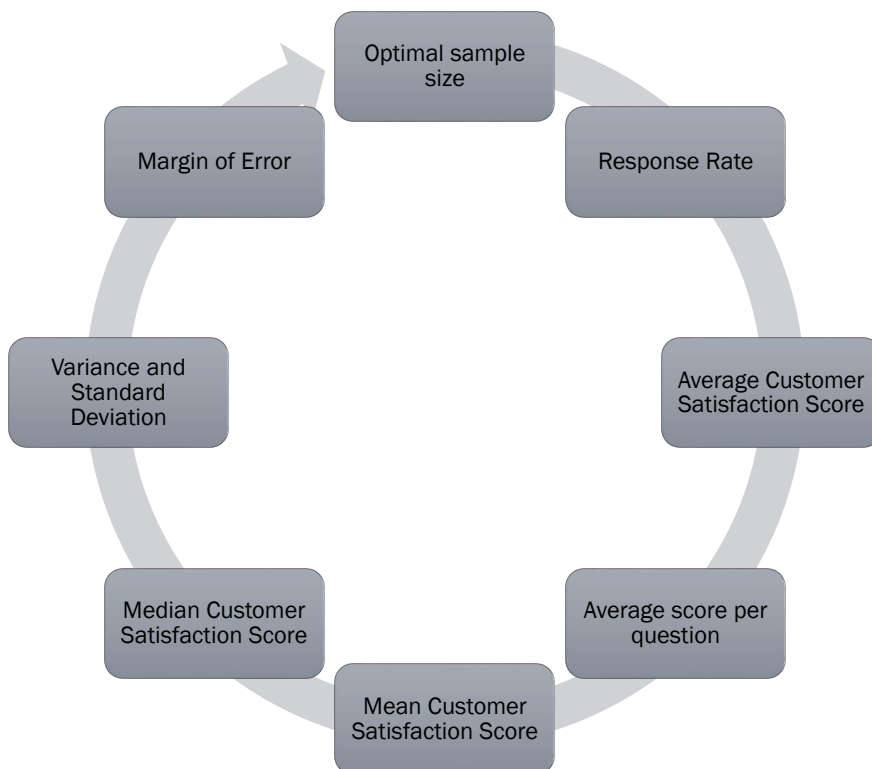 Optimal sample
size
Response Rate
Average Customer
Satisfaction Score
Average score per
question
Mean Customer
Satisfaction Score
Median Customer
Satisfaction Score
Variance and
Standard
Deviation
Margin of Error